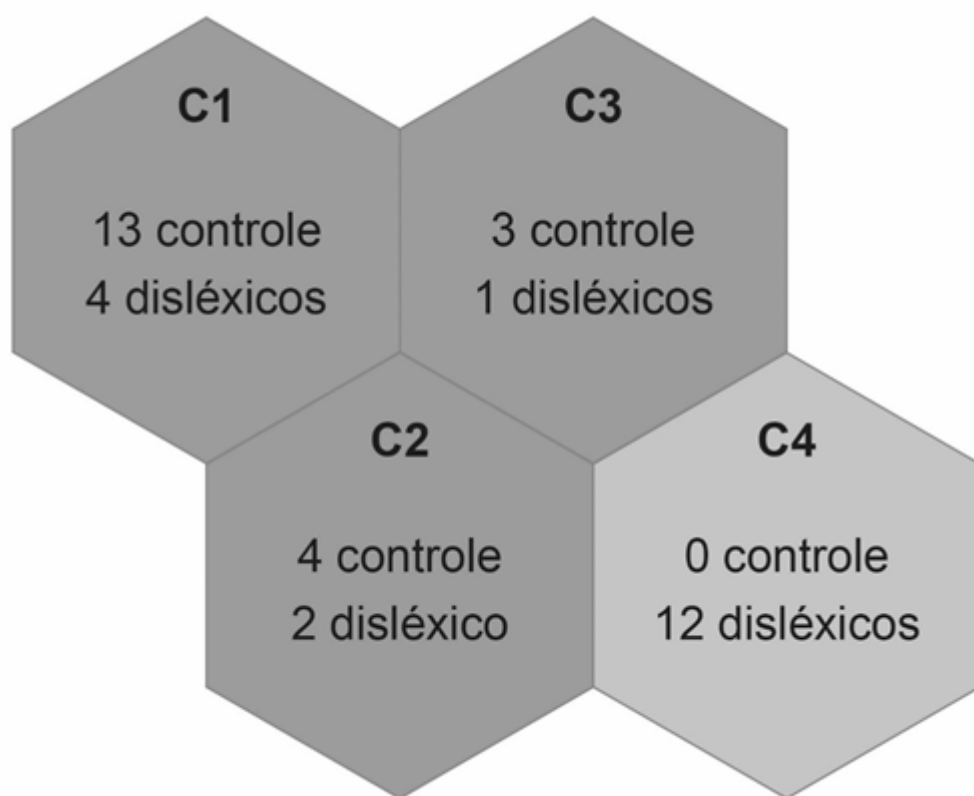 C1
13 controle
4 disléxicos
C3
3 controle
1 disléxicos
C2
4 controle
2 disléxico
C4
0 controle
12 disléxicos